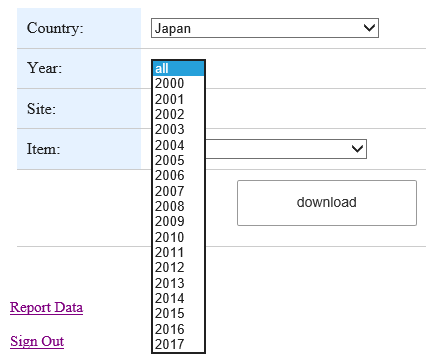 Country: Japan
Year: all
2000
2001
2002
2003
2004
2005
2006
2007
2008
2009
2010
2011
2012
2013
2014
2015
2016
2017
Site:
Item:
download
Report Data
Sign Out